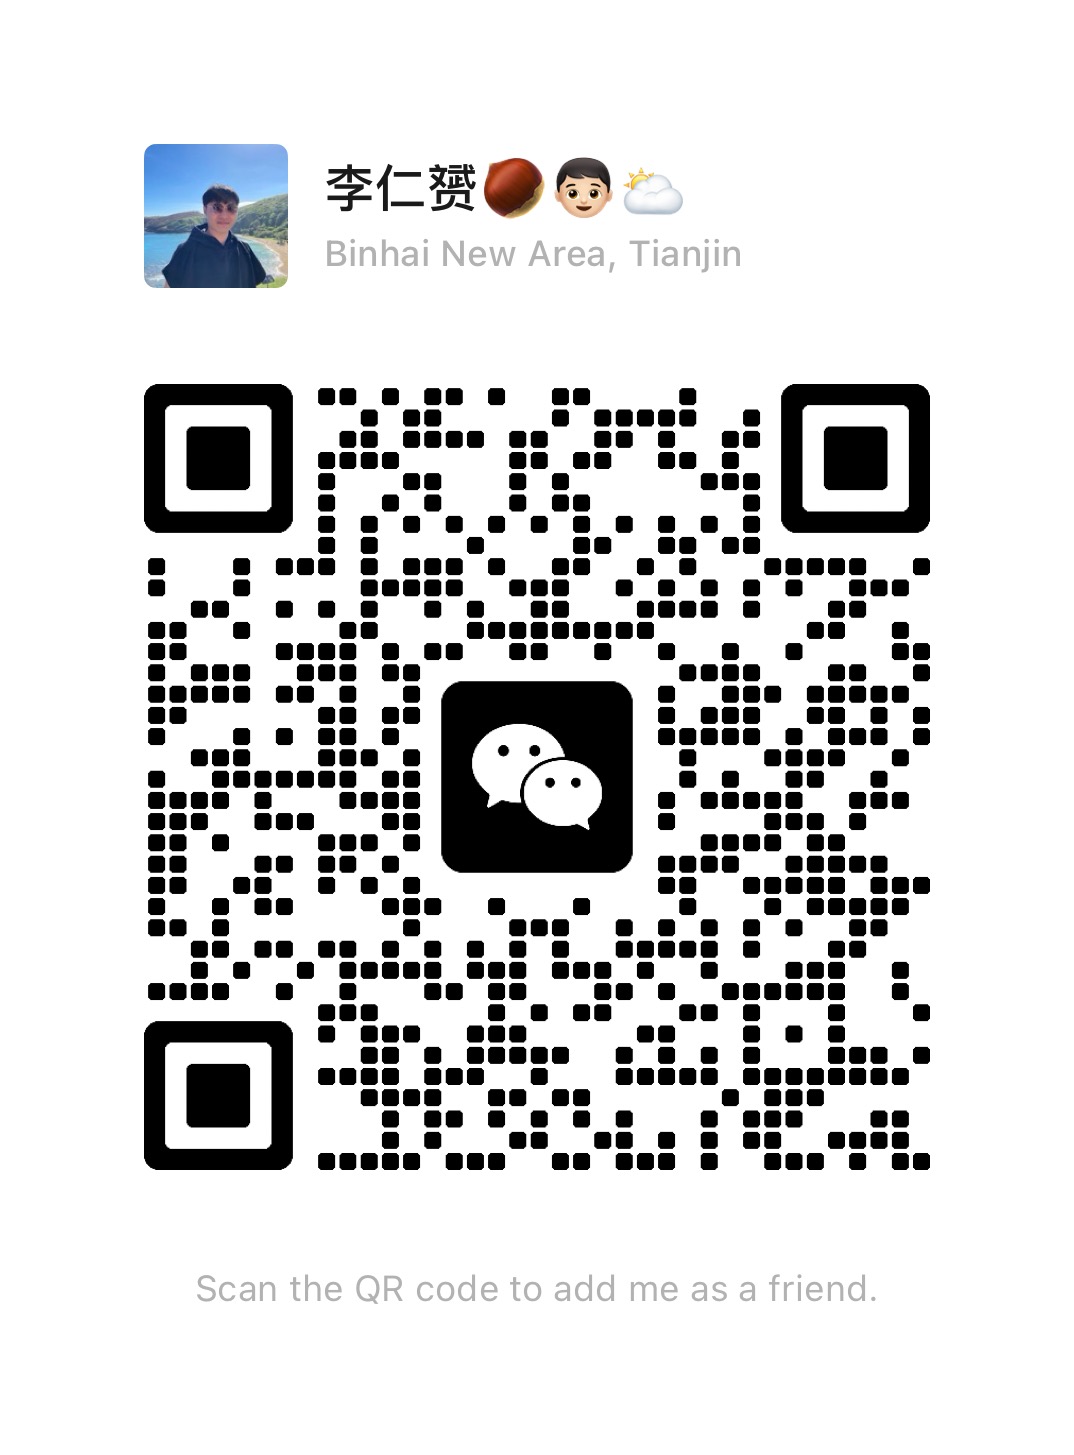 李仁赟🌰👦🏻🌥
Binhai New Area, Tianjin
Scan the QR code to add me as a friend.